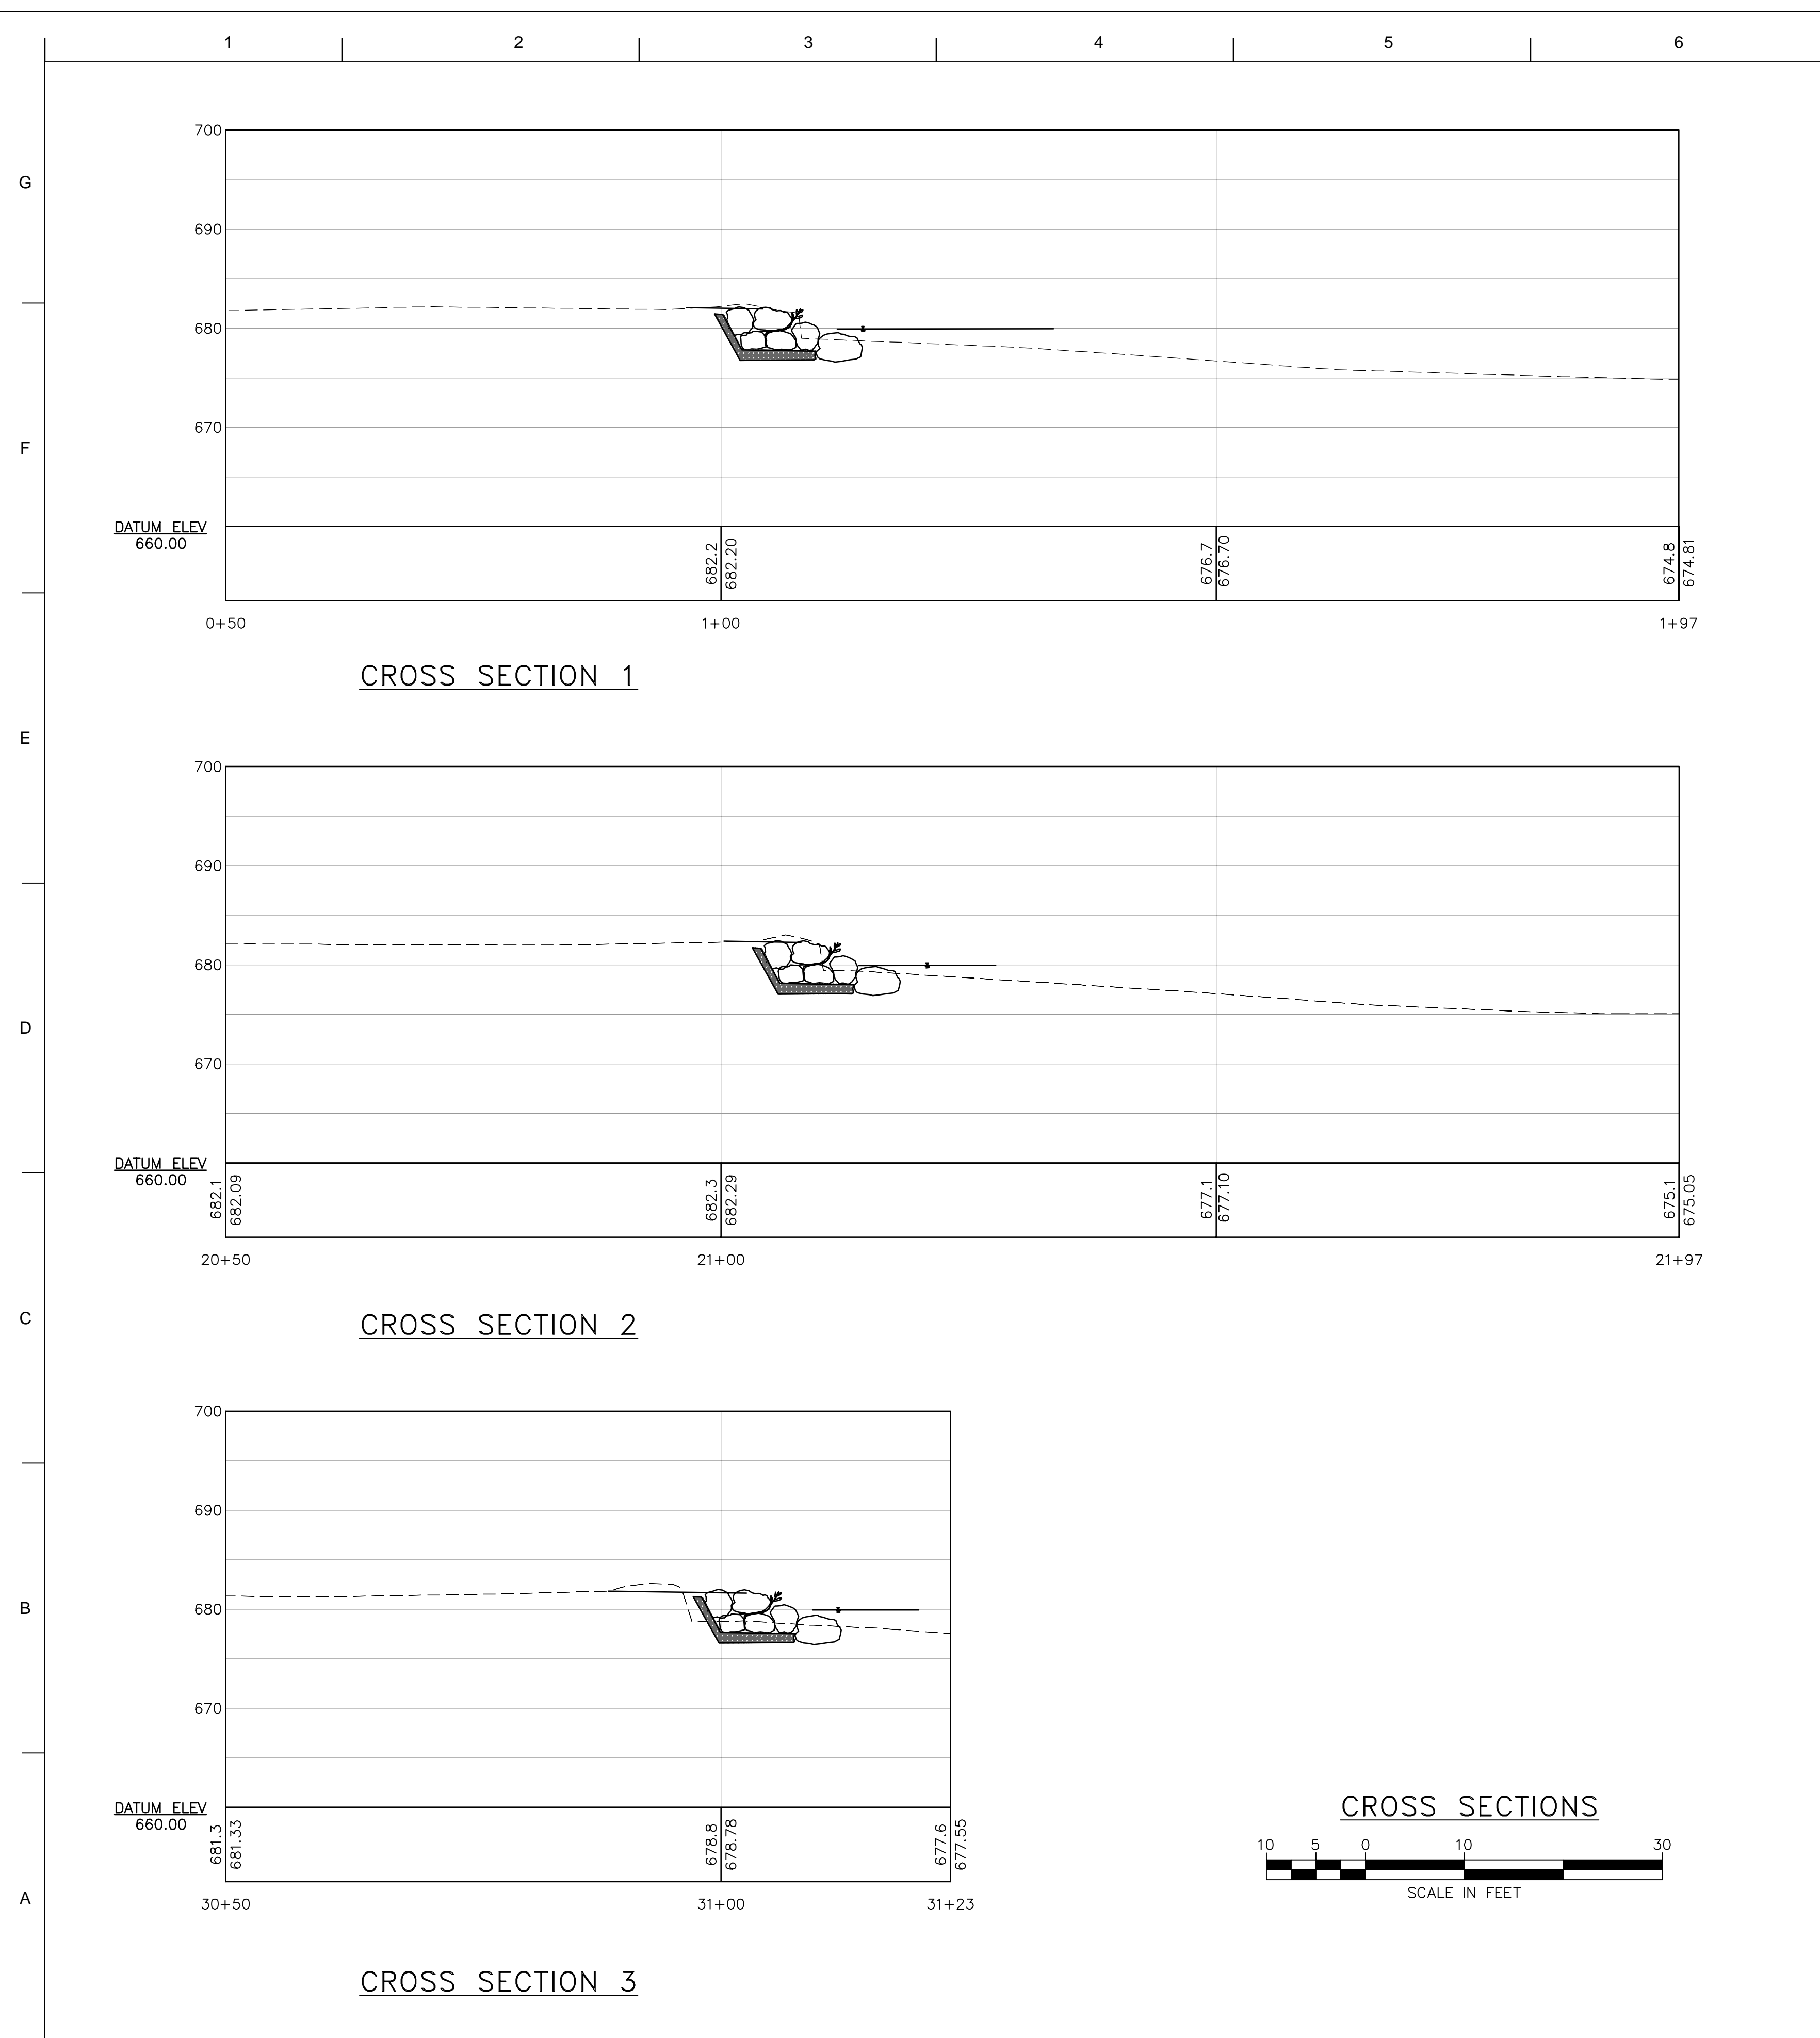 1 2 3 4 5 6
G
F
E
D
C
B
A
700
690
680
670
DATUM ELEV
660.00
682.2
682.20
676.7
676.70
674.8
674.81
0+50 1+00 1+97
CROSS SECTION 1
700
690
680
670
DATUM ELEV
660.00
682.1
682.09
682.3
682.29
677.1
677.10
675.1
675.05
20+50 21+00 21+97
CROSS SECTION 2
700
690
680
670
DATUM ELEV
660.00
681.3
681.33
678.8
678.78
677.6
677.55
30+50 31+00 31+23
CROSS SECTION 3
CROSS SECTIONS
10 5 0 10 30
SCALE IN FEET